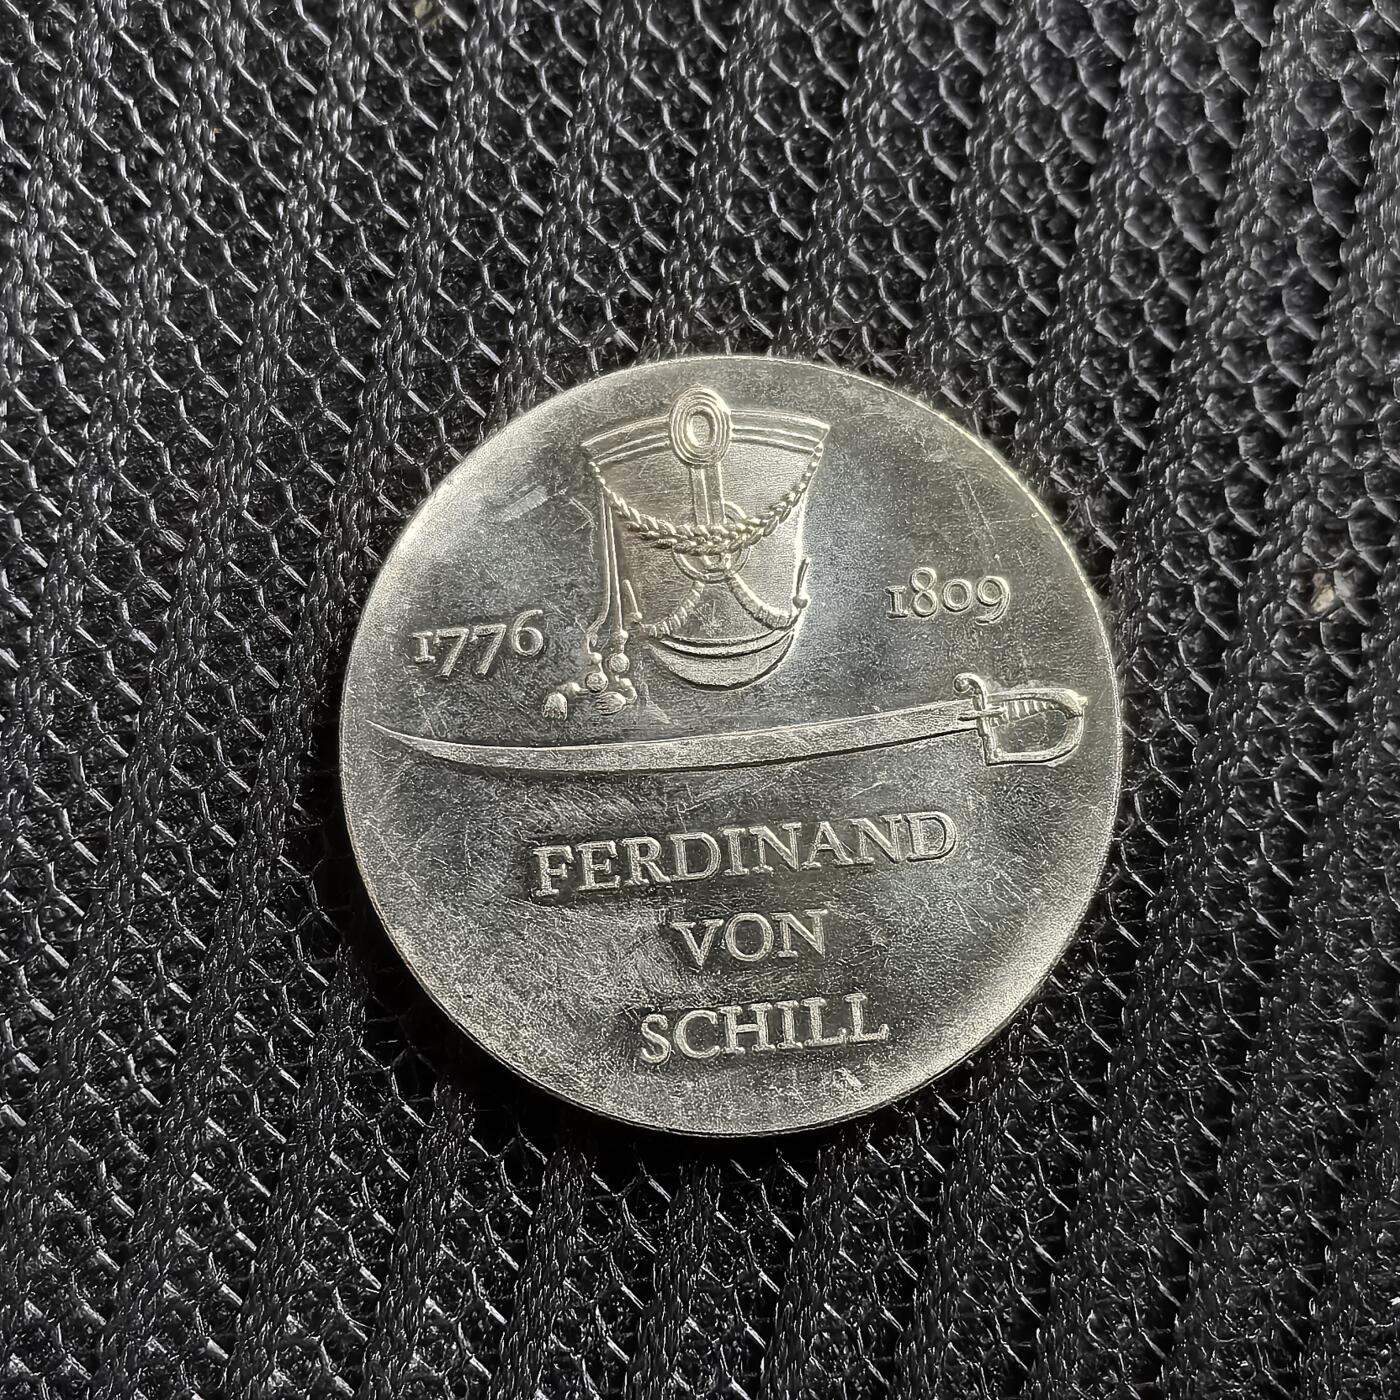 1776
1809
FERDINAND
VON
SCHILL